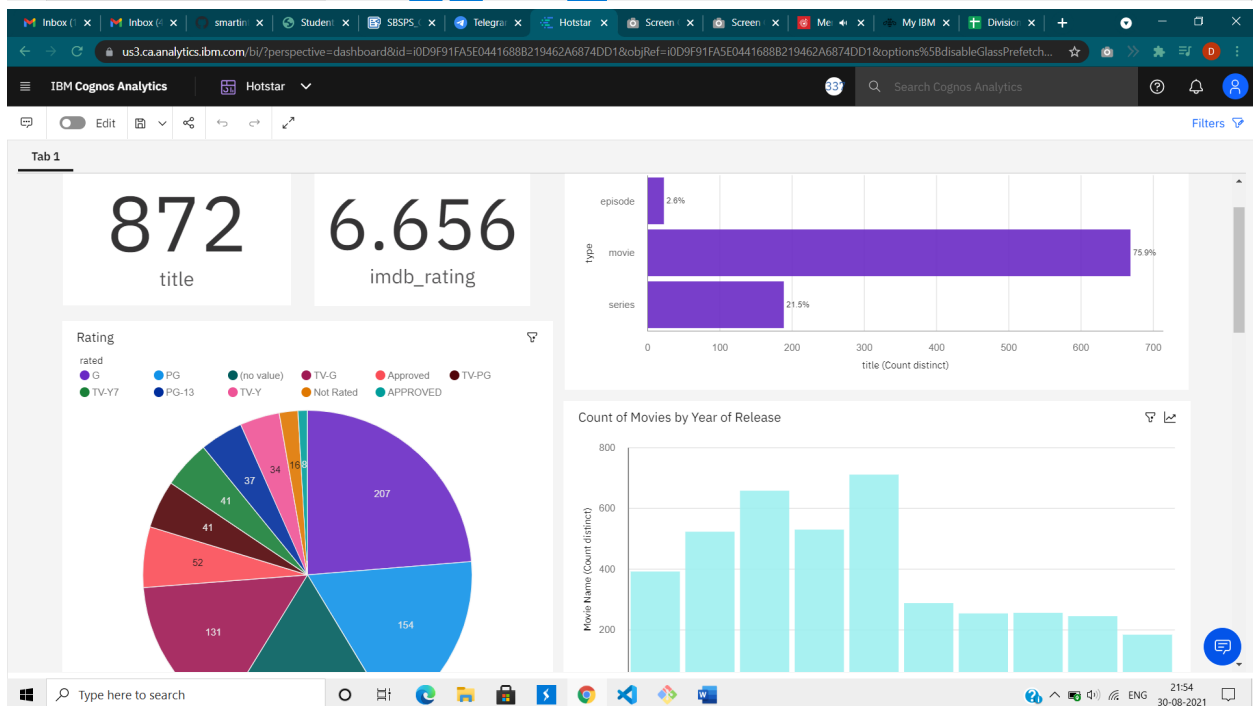 Inbox (1
Inbox (4
smartin
Student
SBSPS_C
Telegra
Hotstar
Screen
Screen
Me
My IBM
Division
us3.ca.analytics.ibm.com/bi/?perspective=dashboard&id=i0D9F91FA5E0441688B219462A6874DD1&objRef=i0D9F91FA5E0441688B219462A6874DD1&options%5BdisableGlassPrefetch...
D
IBM Cognos Analytics
Hotstar
Search Cognos Analytics
Edit
Filters
Tab 1
872
title
6.656
imdb_rating
type
episode
2.6%
movie
75.9%
series
21.5%
0 100 200 300 400 500 600 700
title (Count distinct)
Rating
rated
G PG (no value) TV-G Approved TV-PG
TV-Y7 PG-13 TV-Y Not Rated APPROVED
207
154
131
52
41
41
37
34
16
8
Count of Movies by Year of Release
Movie Name (Count distinct)
800
600
400
200
Type here to search
ENG
21:54
30-08-2021